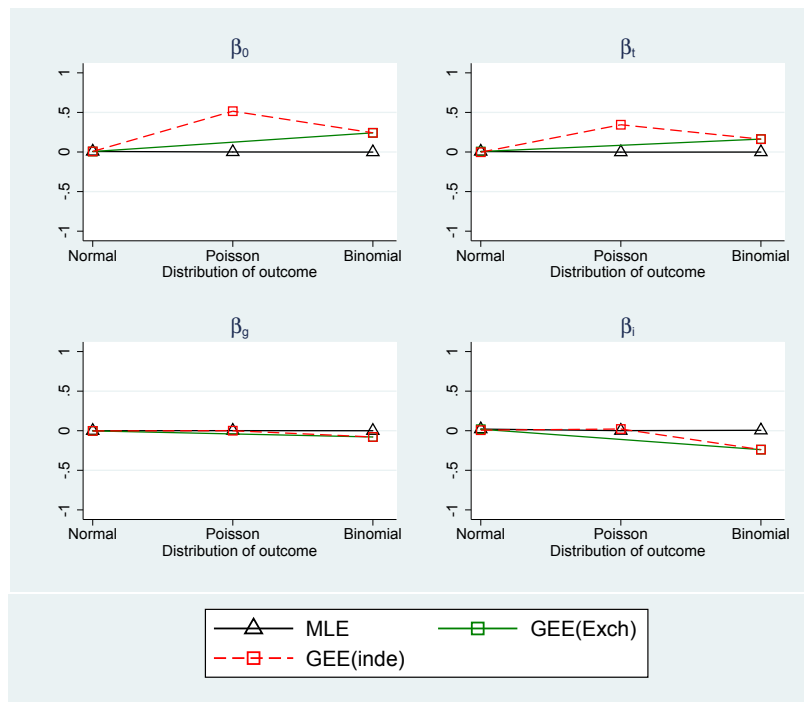 β0
βt
1
.5
0
-.5
-1
1
.5
0
-.5
-1
Normal Poisson Binomial
Distribution of outcome
Normal Poisson Binomial
Distribution of outcome
βg
βi
1
.5
0
-.5
-1
1
.5
0
-.5
-1
Normal Poisson Binomial
Distribution of outcome
Normal Poisson Binomial
Distribution of outcome
MLE
GEE(Exch)
GEE(inde)